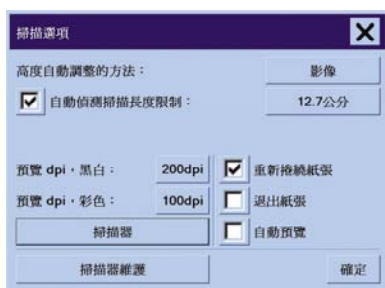 掃描選項
高度自動調整的方法： 影像
自動偵測掃描長度限制： 12.7公分
預覽 dpi，黑白： 200dpi 重新捲繞紙張
預覽 dpi，彩色： 100dpi 退出紙張
掃描器 自動預覽
掃描器維護 確定